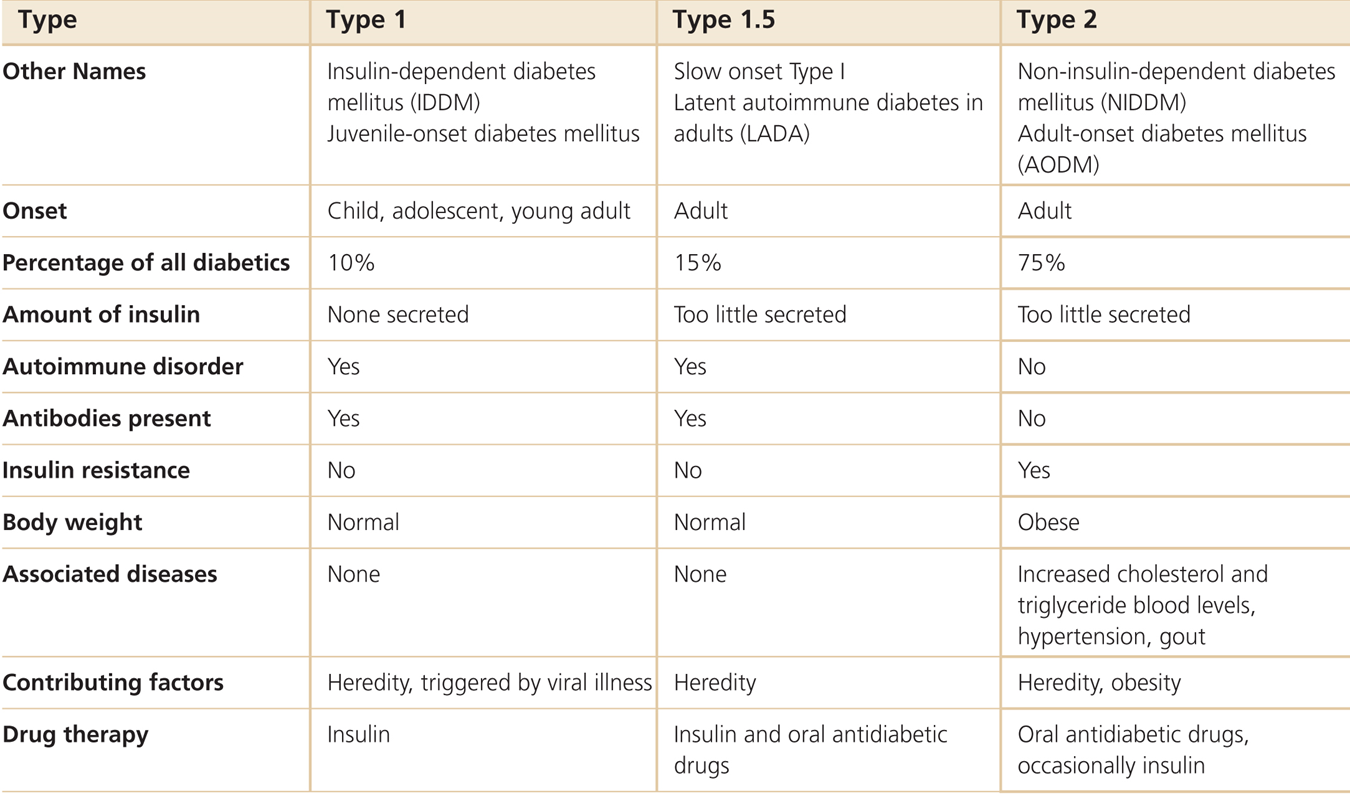 Type Type 1 Type 1.5 Type 2
Other Names Insulin-dependent diabetes Slow onset Type I Non-insulin-dependent diabetes
mellitus (IDDM) Latent autoimmune diabetes in mellitus (NIDDM)
Juvenile-onset diabetes mellitus adults (LADA) Adult-onset diabetes mellitus
(AODM)
Onset Child, adolescent, young adult Adult Adult
Percentage of all diabetics 10% 15% 75%
Amount of insulin None secreted Too little secreted Too little secreted
Autoimmune disorder Yes Yes No
Antibodies present Yes Yes No
Insulin resistance No No Yes
Body weight Normal Normal Obese
Associated diseases None None Increased cholesterol and
triglyceride blood levels,
hypertension, gout
Contributing factors Heredity, triggered by viral illness Heredity Heredity, obesity
Drug therapy Insulin Insulin and oral antidiabetic Oral antidiabetic drugs,
drugs occasionally insulin